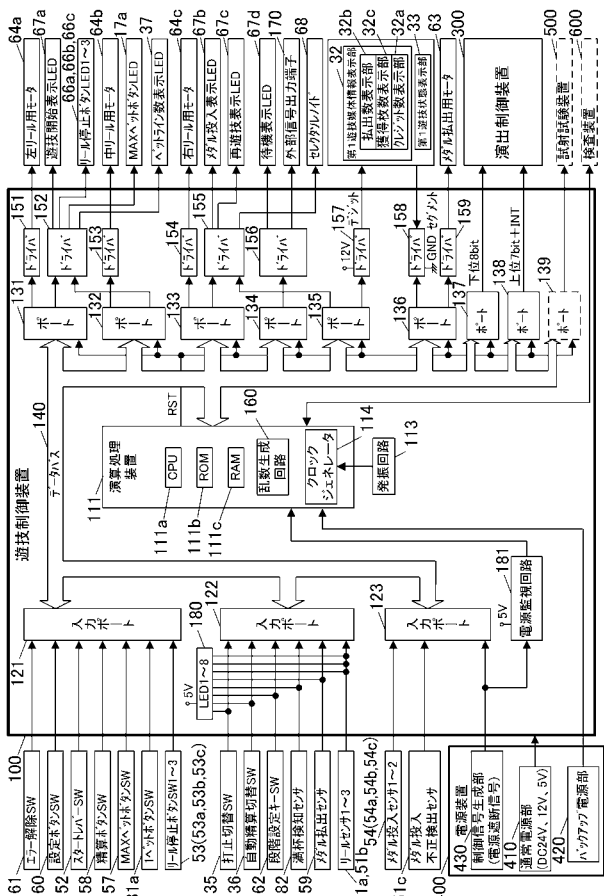 64a 左リール用モータ
67a 遊技開始表示LED
66a, 66b, 66c リール停止ボタンLED1~3
64b 中リール用モータ
17a MAXベットボタンLED
37 ベットライン数表示LED
64c 右リール用モータ
67b メダル投入表示LED
67c 再遊技表示LED
67d 待機表示LED
170 外部信号出力端子
68 セレクタソレノイド
32 第1遊技媒体情報表示部
32b 払出数表示部
32c 獲得枚数表示部
32a クレジット数表示部
33 第1遊技状態表示部
63 メダル払出用モータ
300 演出制御装置
500 試射試験装置
600 検査装置
151 ドライバ
152 ドライバ
153 ドライバ
154 ドライバ
155 ドライバ
156 ドライバ
157 ドライバ
12V
デジット
158 ドライバ
GND
セグメント
159 ドライバ
下位8bit
上位7bit+INT
131 ポート
132 ポート
133 ポート
134 ポート
135 ポート
136 ポート
137 ポート
138 ポート
139 ポート
遊技制御装置
140
データバス
RST
111
演算処理装置
CPU
111a
ROM
111b
RAM
111c
160
乱数生成回路
114
クロックジェネレータ
発振回路
113
121
入力ポート
122
入力ポート
123
入力ポート
180
5V
LED1~8
5V
181
電源監視回路
100
61 エラー解除SW
60 設定ボタンSW
52 スタートレバーSW
58 精算ボタンSW
57 MAXベットボタンSW
1ベットボタンSW
リール停止ボタンSW1~3
53(53a, 53b, 53c)
35 打止切替SW
36 自動精算切替SW
62 段階設定キーSW
82 満杯検知センサ
59 メダル払出センサ
リールセンサ1~3
54(54a, 54b, 54c)
メダル投入センサ1~2
メダル投入不正検出センサ
430 電源装置
制御信号生成部
(電源遮断信号)
410
通常電源部
(DC24V、12V、5V)
420
バックアップ電源部